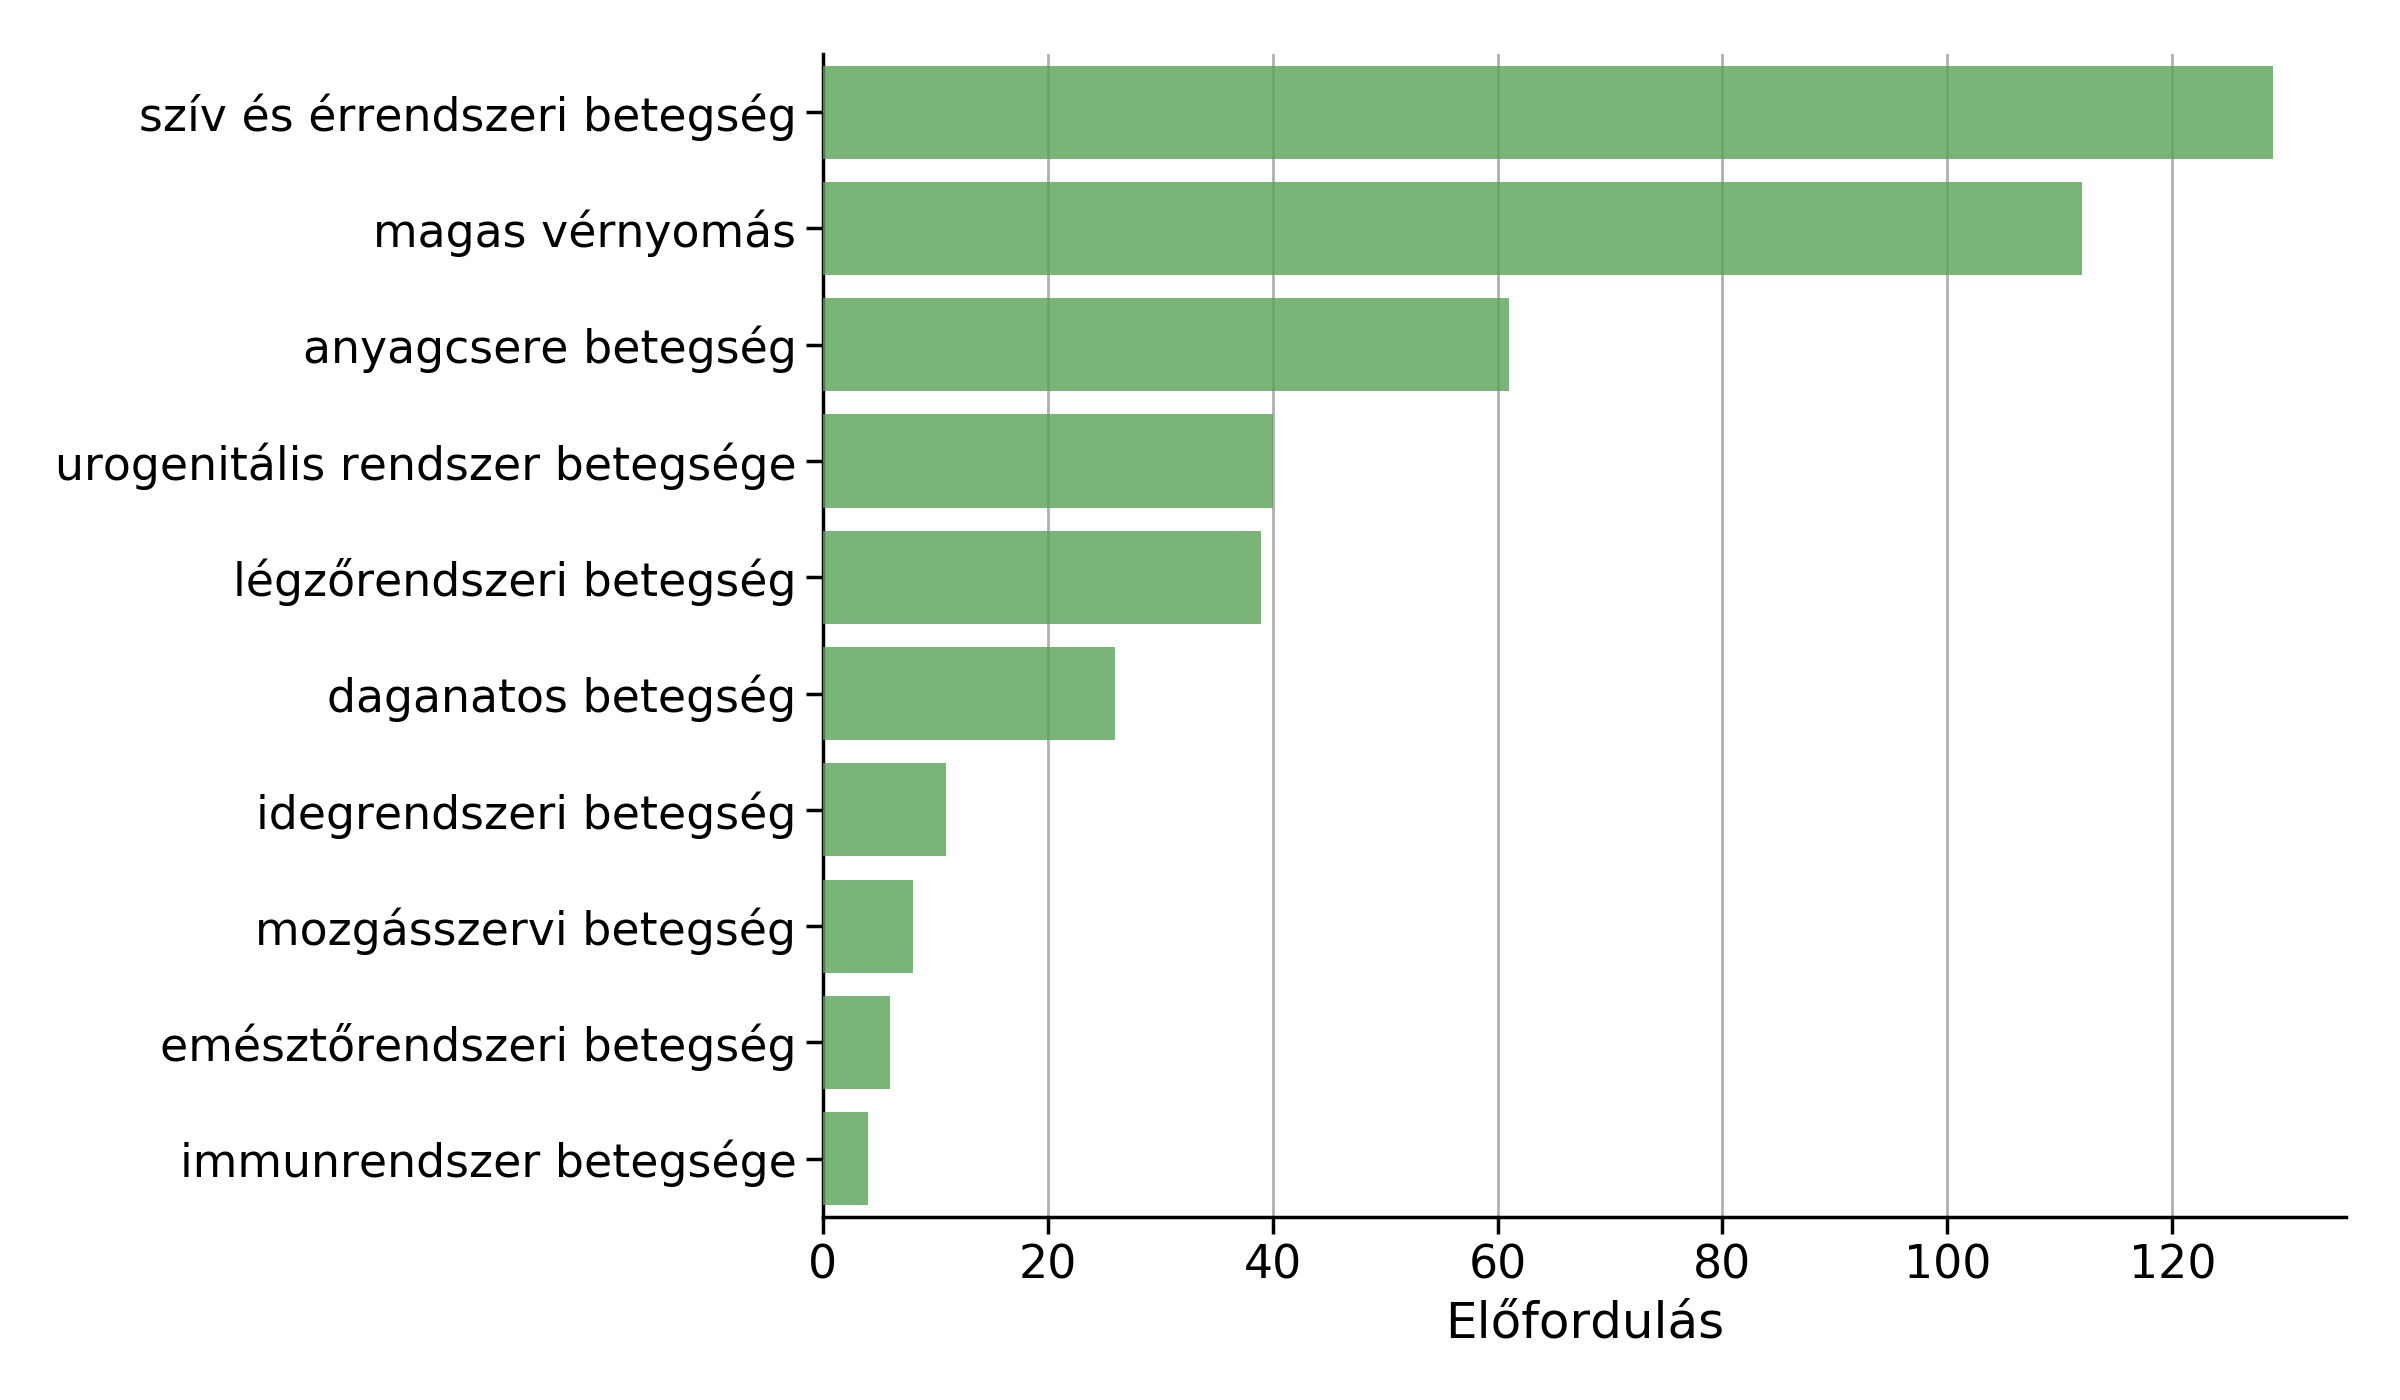 szív és érrendszeri betegség
magas vérnyomás
anyagcsere betegség
urogenitális rendszer betegsége
légzőrendszeri betegség
daganatos betegség
idegrendszeri betegség
mozgásszervi betegség
emésztőrendszeri betegség
immunrendszer betegsége
0 20 40 60 80 100 120
Előfordulás